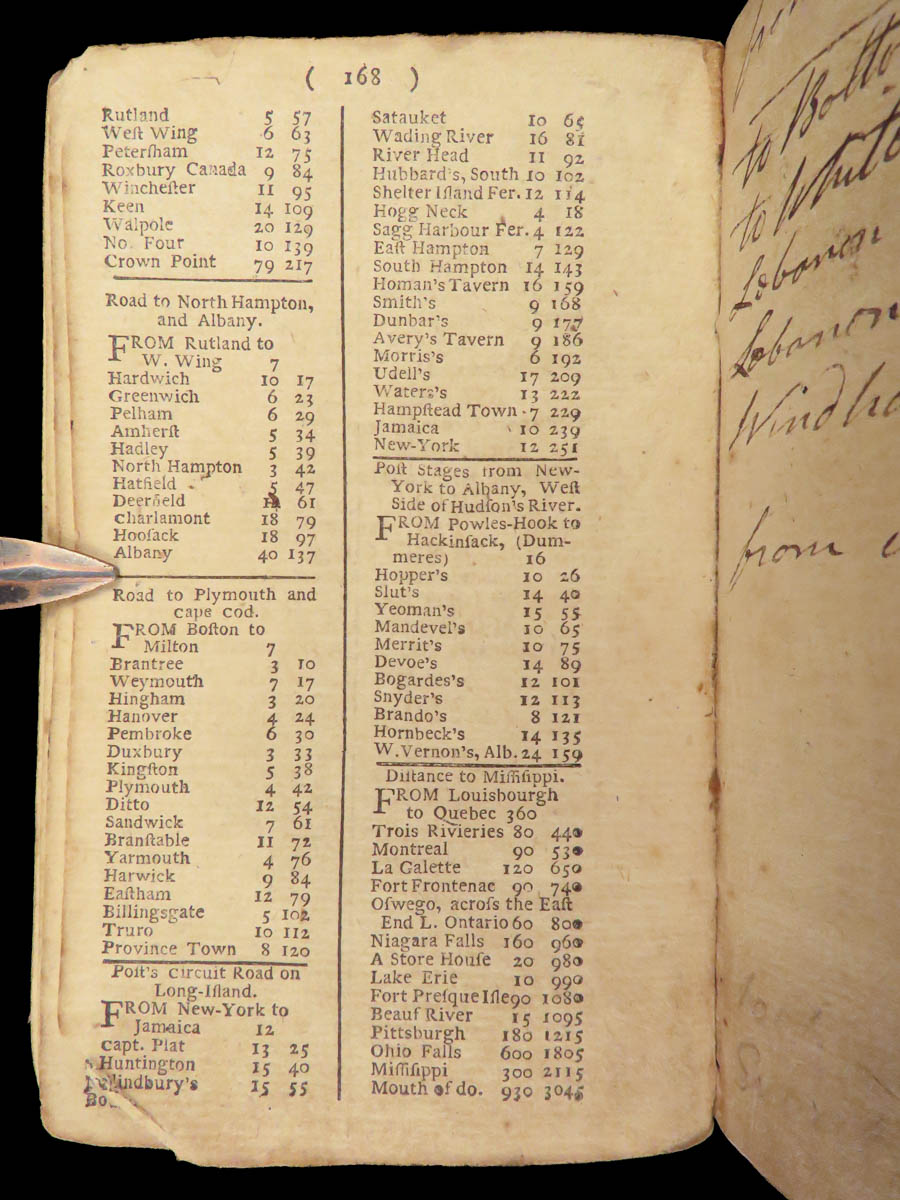 ( 168 )
Rutland 5 57
Weſt Wing 6 63
Peterſham 12 75
Roxbury Canada 9 84
Wincheſter 11 95
Keen 14 109
Walpole 20 129
No. Four 10 139
Crown Point 79 217
Road to North Hampton,
and Albany.
FROM Rutland to
W. Wing 7
Hardwich 10 17
Greenwich 6 23
Pelham 6 29
Amherſt 5 34
Hadley 5 39
North Hampton 3 42
Hatfield 5 47
Deerfield 61
charlamont 18 79
Hooſack 18 97
Albany 40 137
Road to Plymouth and
cape cod.
FROM Boſton to
Milton 7
Brantree 3 10
Weymouth 7 17
Hingham 3 20
Hanover 4 24
Pembroke 6 30
Duxbury 3 33
Kingſton 5 38
Plymouth 4 42
Ditto 12 54
Sandwick 7 61
Branſtable 11 72
Yarmouth 4 76
Harwick 9 84
Eaſtham 12 79
Billingsgate 5 102
Truro 10 112
Province Town 8 120
Poſt's circuit Road on
Long-Iſland.
FROM New-York to
Jamaica 12
capt. Plat 13 25
Huntington 15 40
indbury's 15 55
Satauket 10 65
Wading River 16 81
River Head 11 92
Hubbard's, South 10 102
Shelter Iſland Fer. 12 114
Hogg Neck 4 18
Sagg Harbour Fer. 4 122
Eaſt Hampton 7 129
South Hampton 14 143
Homan's Tavern 16 159
Smith's 9 168
Dunbar's 9 177
Avery's Tavern 9 186
Morris's 6 192
Udell's 17 209
Waters's 13 222
Hampſtead Town 7 229
Jamaica 10 239
New-York 12 251
Poſt Stages from New-
York to Albany, Weſt
Side of Hudſon's River.
FROM Powles-Hook to
Hackinſack, (Dum-
meres) 16
Hopper's 10 26
Slut's 14 40
Yeoman's 15 55
Mandevel's 10 65
Merrit's 10 75
Devoe's 14 89
Bogardes's 12 101
Snyder's 12 113
Brando's 8 121
Hornbeck's 14 135
W. Vernon's, Alb. 24 159
Diſtance to Miſſiſippi.
FROM Louisbourgh
to Quebec 360
Trois Rivieries 80 440
Montreal 90 530
La Galette 120 650
Fort Frontenac 90 740
Oſwego, acroſs the Eaſt
End L. Ontario 60 800
Niagara Falls 160 960
A Store Houſe 20 980
Lake Erie 10 990
Fort Preſque Iſle 90 1080
Beauf River 15 1095
Pittsburgh 180 1215
Ohio Falls 600 1805
Miſſiſippi 300 2115
Mouth of do. 930 3045
to Bolto
to White
Lebanon
Lebanon
Windha
from